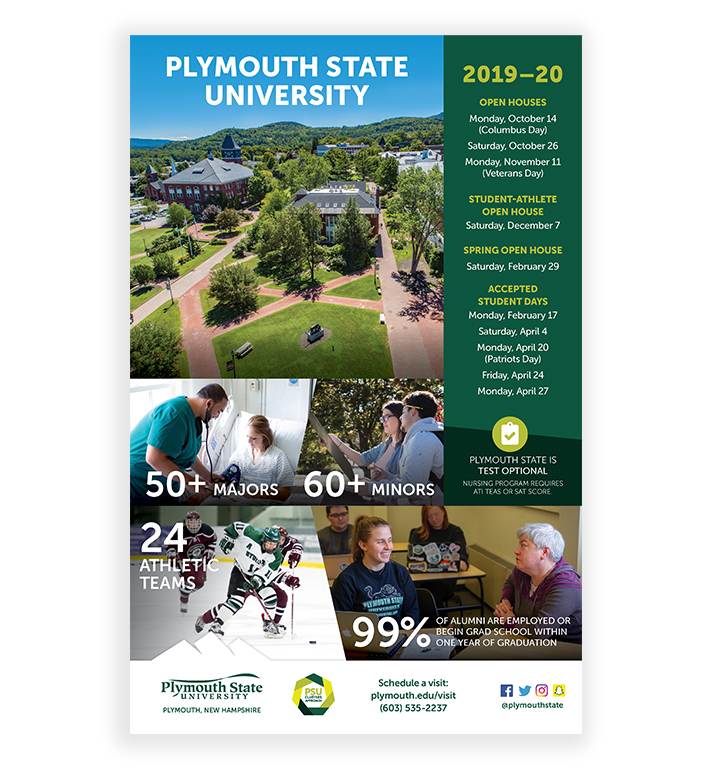 PLYMOUTH STATE
UNIVERSITY
2019–20
OPEN HOUSES
Monday, October 14
(Columbus Day)
Saturday, October 26
Monday, November 11
(Veterans Day)
STUDENT-ATHLETE
OPEN HOUSE
Saturday, December 7
SPRING OPEN HOUSE
Saturday, February 29
ACCEPTED
STUDENT DAYS
Monday, February 17
Saturday, April 4
Monday, April 20
(Patriots Day)
Friday, April 24
Monday, April 27
PLYMOUTH STATE IS
TEST OPTIONAL
NURSING PROGRAM REQUIRES
ATI TEAS OR SAT SCORE.
50+ MAJORS
60+ MINORS
24
ATHLETIC
TEAMS
PLYMOUTH STATE
UNIVERSITY
99% OF ALUMNI ARE EMPLOYED OR
BEGIN GRAD SCHOOL WITHIN
ONE YEAR OF GRADUATION
Plymouth State
UNIVERSITY
PLYMOUTH, NEW HAMPSHIRE
PSU
CLUSTERS
APPROACH
Schedule a visit:
plymouth.edu/visit
(603) 535-2237
@plymouthstate